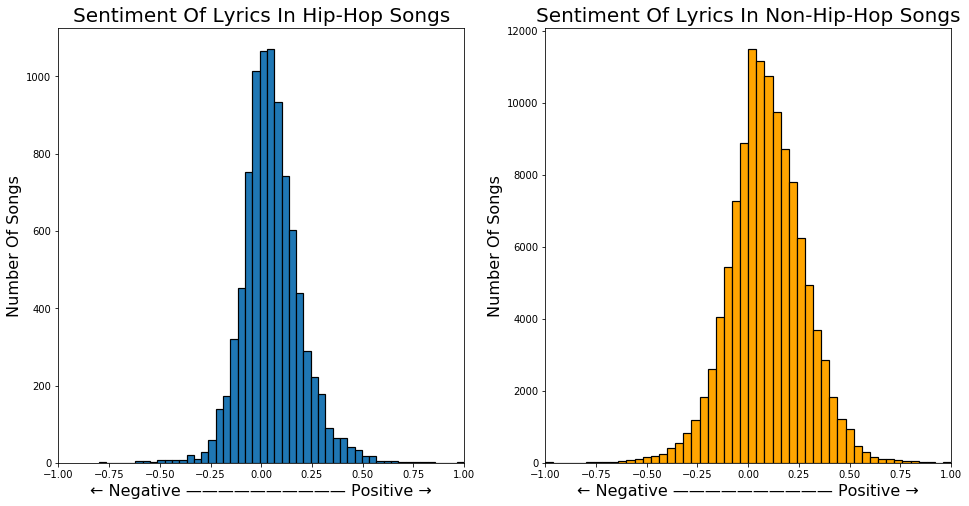 Sentiment Of Lyrics In Hip-Hop Songs
Number Of Songs
1000
800
600
400
200
0
−1.00 −0.75 −0.50 −0.25 0.00 0.25 0.50 0.75 1.00
← Negative —————————— Positive →
Sentiment Of Lyrics In Non-Hip-Hop Songs
Number Of Songs
12000
10000
8000
6000
4000
2000
0
−1.00 −0.75 −0.50 −0.25 0.00 0.25 0.50 0.75 1.00
← Negative —————————— Positive →